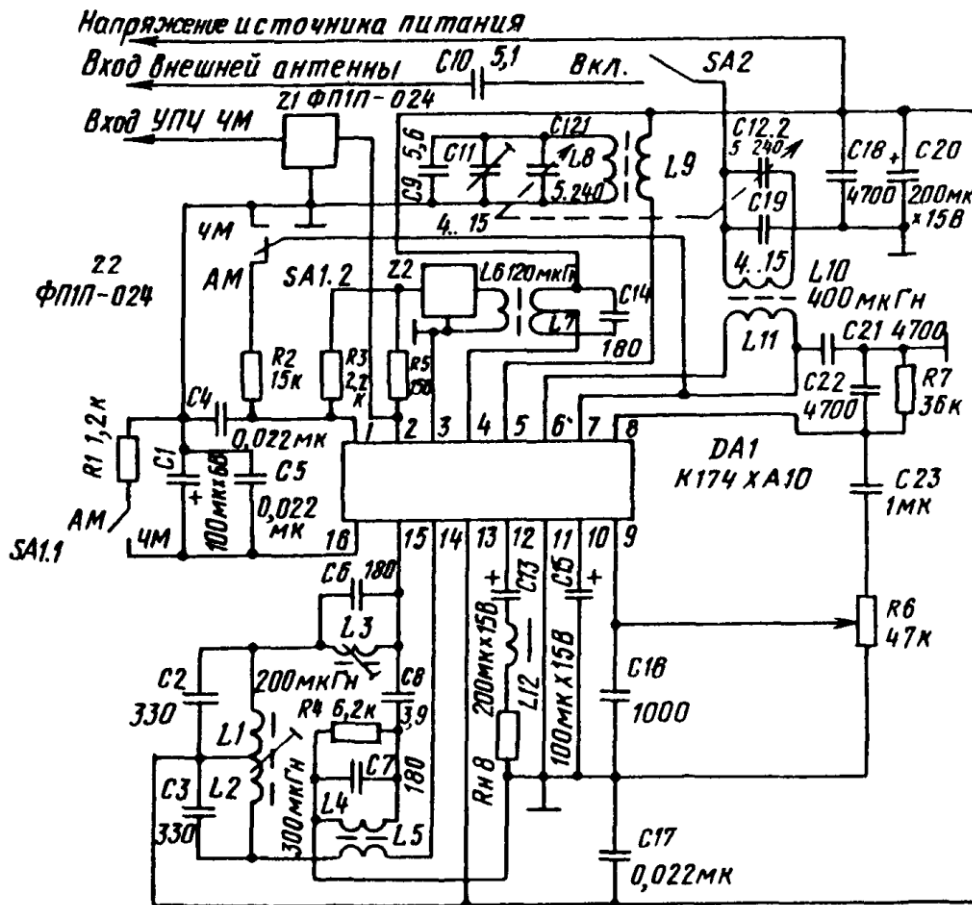 Напряжение источника питания
Вход внешней антенны
C10 5,1
Вкл.
SA2
Z1 ФП1П-024
Вход УПЧ ЧМ
C9 5,6
C11
C121
L8
5.240
4..15
L9
C12.2
5 240
C19
4..15
C18
4700
+ C20
200мк
×15В
L10
400мкГн
L11
Z2
ФП1П-024
ЧМ
АМ
SA1.2
Z2
L6 120мкГн
L7
C14
180
R2
15к
R3
2,2
к
R5
150
C21 4700
C22
4700
R7
36к
R1 1,2к
C4
0,022мк
C1
+
100мк×6В
C5
0,022
мк
АМ
SA1.1
ЧМ
1 2 3 4 5 6 7 8
DA1
К174ХА10
16 15 14 13 12 11 10 9
C23
1мк
C6 180
L3
200мкГн
C2
330
L1
L2
C3
330
300мкГн
R4 6,2к
C8
3,9
C7
180
L4
L5
+ C13
200мк×15В
L12
Rн 8
C15 +
100мк×15В
R6
47к
C16
1000
C17
0,022мк